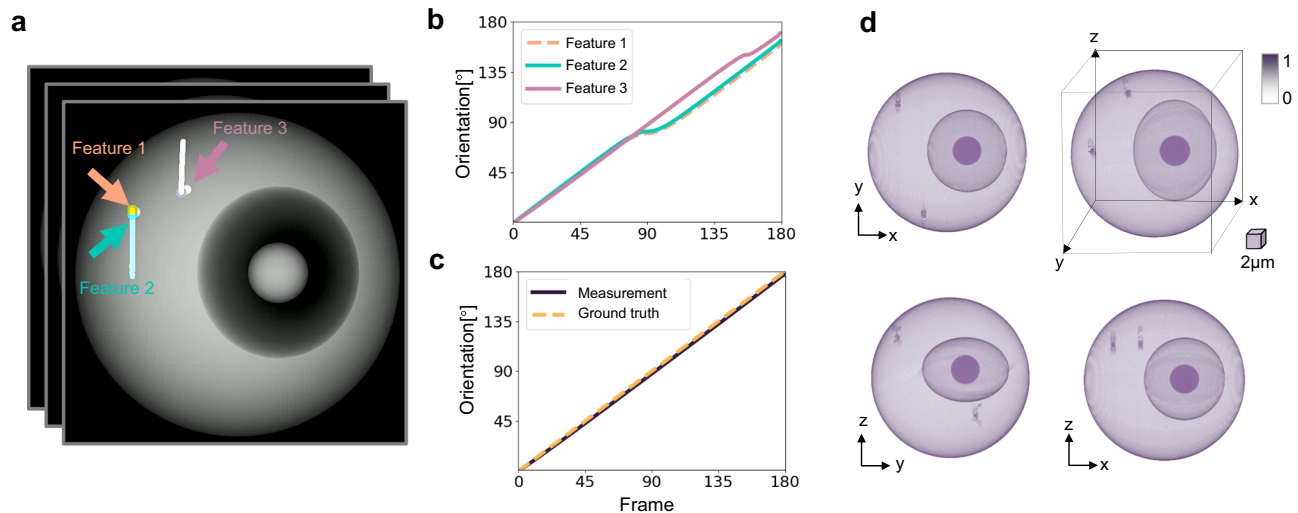 a
Feature 1
Feature 3
Feature 2
b
Orientation[°]
180
135
90
45
0
45
90
135
180
Feature 1
Feature 2
Feature 3
c
Orientation[°]
180
135
90
45
0
45
90
135
180
Frame
Measurement
Ground truth
d
y
x
z
x
y
2μm
1
0
z
y
z
x